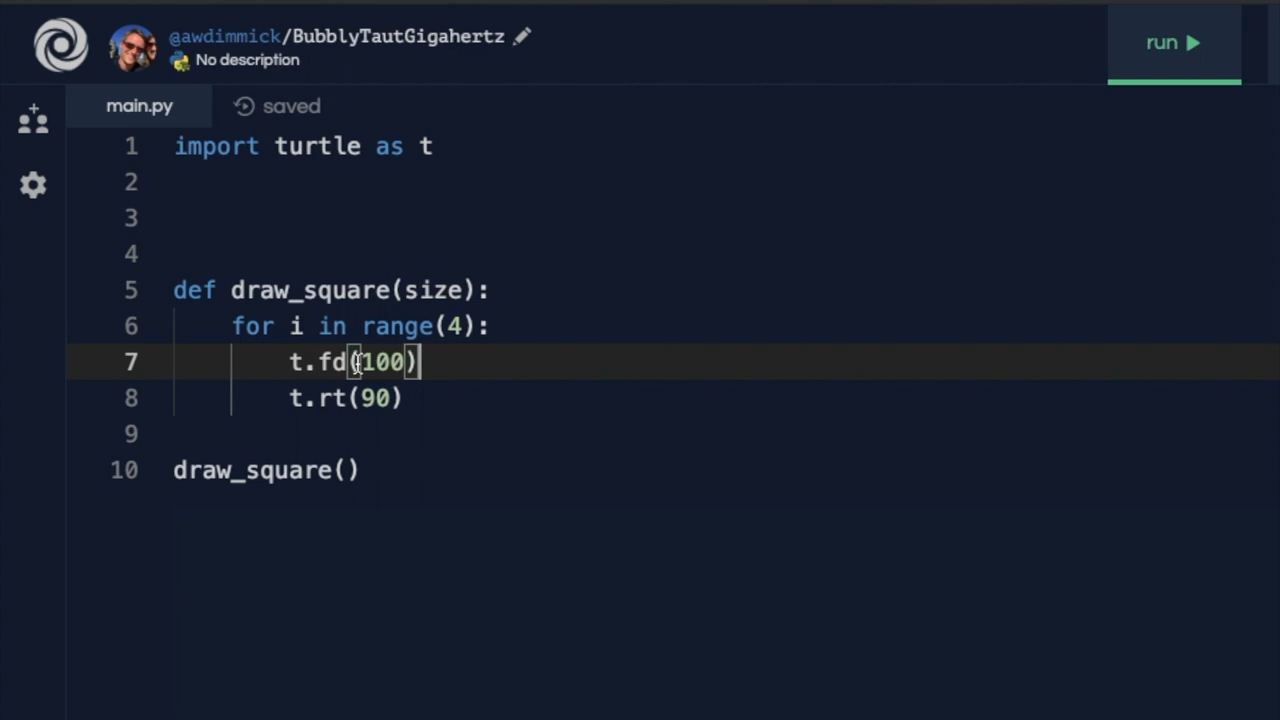 @awdimmick/BubblyTautGigahertz
No description
run
main.py
saved
1 import turtle as t
2
3
4
5 def draw_square(size):
6     for i in range(4):
7         t.fd(100)
8         t.rt(90)
9
10 draw_square()